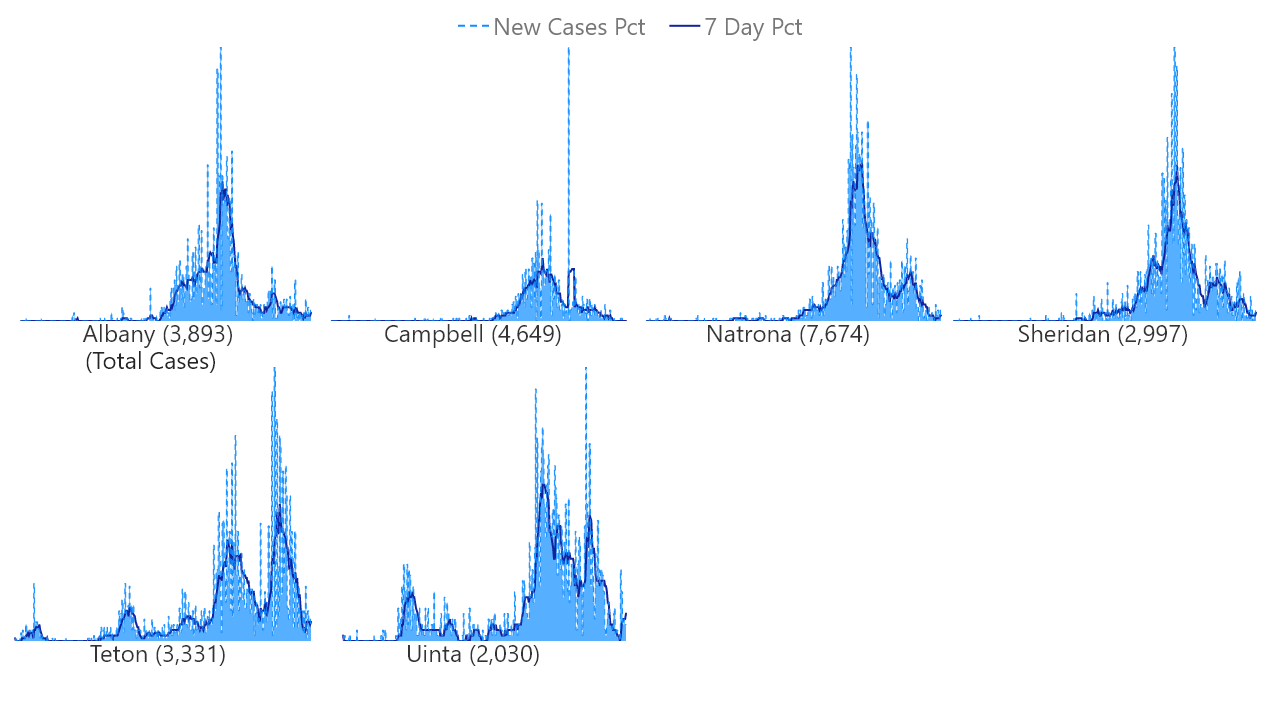 New Cases Pct 7 Day Pct
Albany (3,893) Campbell (4,649) Natrona (7,674) Sheridan (2,997)
(Total Cases)
Teton (3,331) Uinta (2,030)